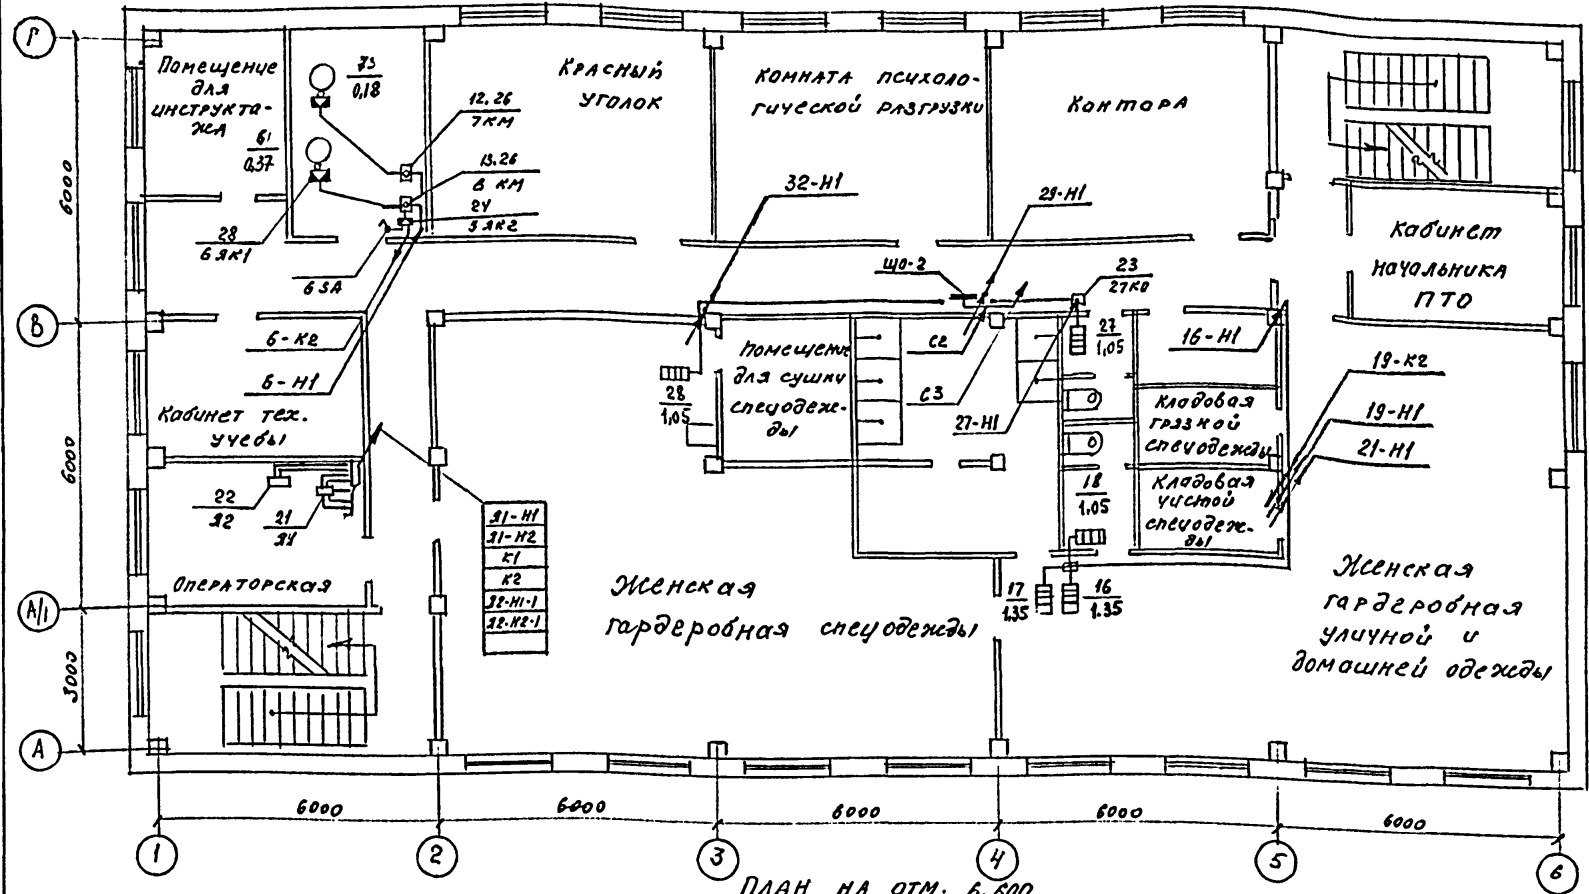 Г
Помещение
для
инструкта-
жа
73
0,18
61
0,37
12.26
7КМ
13.26
8 КМ
24
5 ЯК2
28
6 ЯК1
6 SA
Красный
уголок
Комната психоло-
гической разгрузки
Контора
32-Н1
29-Н1
ЩО-2
23
27КО
Кабинет
начальника
ПТО
6000
В
6-К2
6-Н1
Кабинет тех.
учебы
28
1,05
Помещение
для сушки
спецодеж-
ды
С2
С3
27-Н1
27
1,05
16-Н1
Кладовая
грязной
спецодежды
Кладовая
чистой
спецодеж-
ды
19-К2
19-Н1
21-Н1
6000
22
Я2
21
Я1-Н1
Я1-Н2
К1
К2
Я2-Н1-1
Я2-Н2-1
18
1,05
17
1.35
16
1.35
Операторская
А/1
Женская
гардеробная спецодежды
Женская
гардеробная
уличной и
домашней одежды
3000
А
6000
6000
6000
6000
6000
1
2
3
4
5
6
План на отм. 6.600